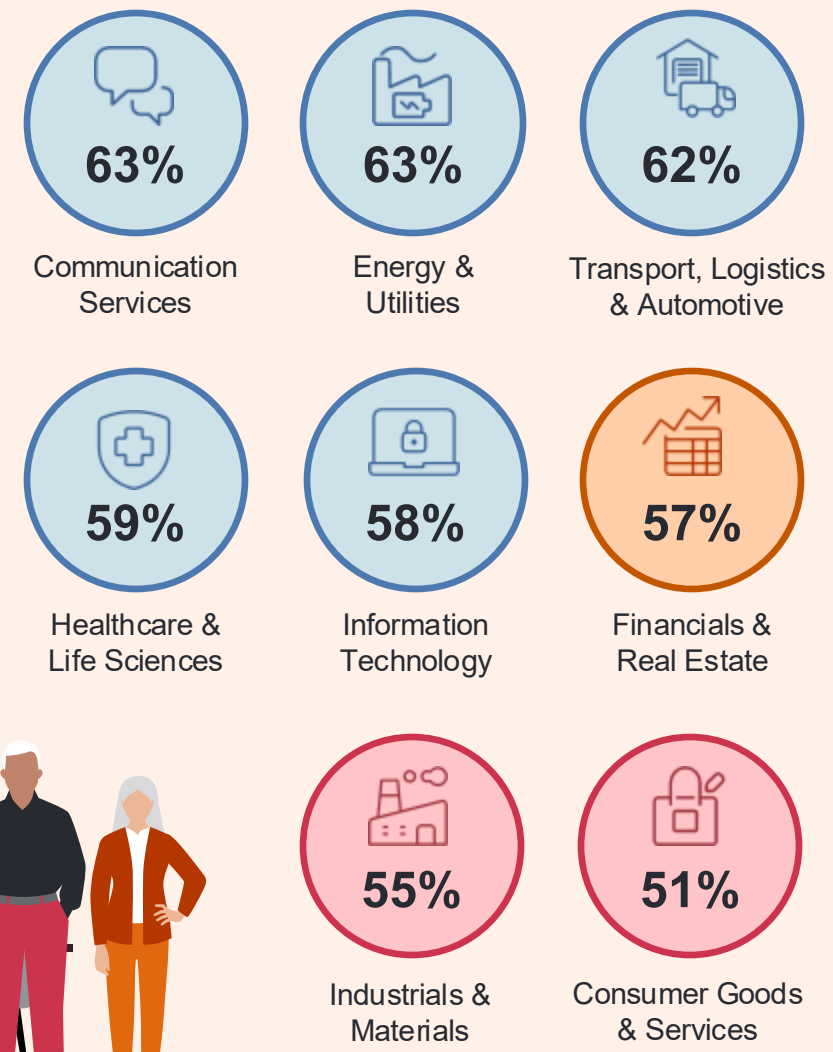 63%
Communication
Services
63%
Energy &
Utilities
62%
Transport, Logistics
& Automotive
59%
Healthcare &
Life Sciences
58%
Information
Technology
57%
Financials &
Real Estate
55%
Industrials &
Materials
51%
Consumer Goods
& Services